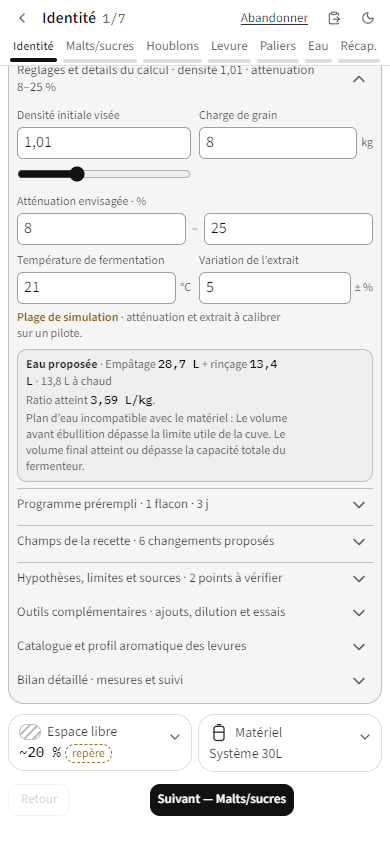 Identité 1/7
Abandonner
Identité Malts/sucres Houblons Levure Paliers Eau Récap.
Réglages et détails du calcul · densité 1,01 · atténuation
8–25 %
Densité initiale visée
Charge de grain
1,01
8 kg
Atténuation envisagée · %
8 – 25
Température de fermentation
Variation de l'extrait
21 °C
5 ± %
Plage de simulation · atténuation et extrait à calibrer
sur un pilote.
Eau proposée · Empâtage 28,7 L + rinçage 13,4
L · 13,8 L à chaud
Ratio atteint 3,59 L/kg.
Plan d'eau incompatible avec le matériel : Le volume
avant ébullition dépasse la limite utile de la cuve. Le
volume final atteint ou dépasse la capacité totale du
fermenteur.
Programme prérempli · 1 flacon · 3 j
Champs de la recette · 6 changements proposés
Hypothèses, limites et sources · 2 points à vérifier
Outils complémentaires · ajouts, dilution et essais
Catalogue et profil aromatique des levures
Bilan détaillé · mesures et suivi
Espace libre
~20 % repère
Matériel
Système 30L
Retour
Suivant — Malts/sucres